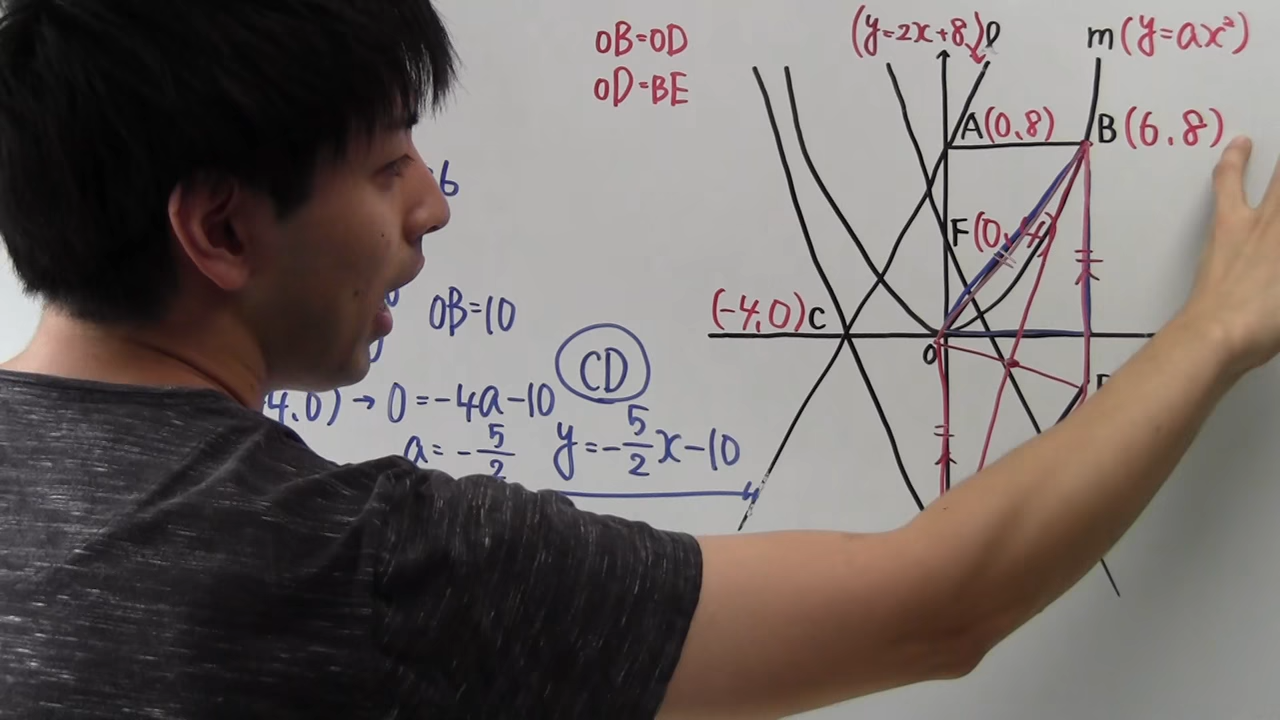 OB=OD
OD=BE
6
OB=10
CD
4,0) → 0=-4a-10
a=-5/2
y=-5/2x-10
(y=2x+8)
m(y=ax²)
A(0,8)
B(6,8)
F(0,
(-4,0)C
O